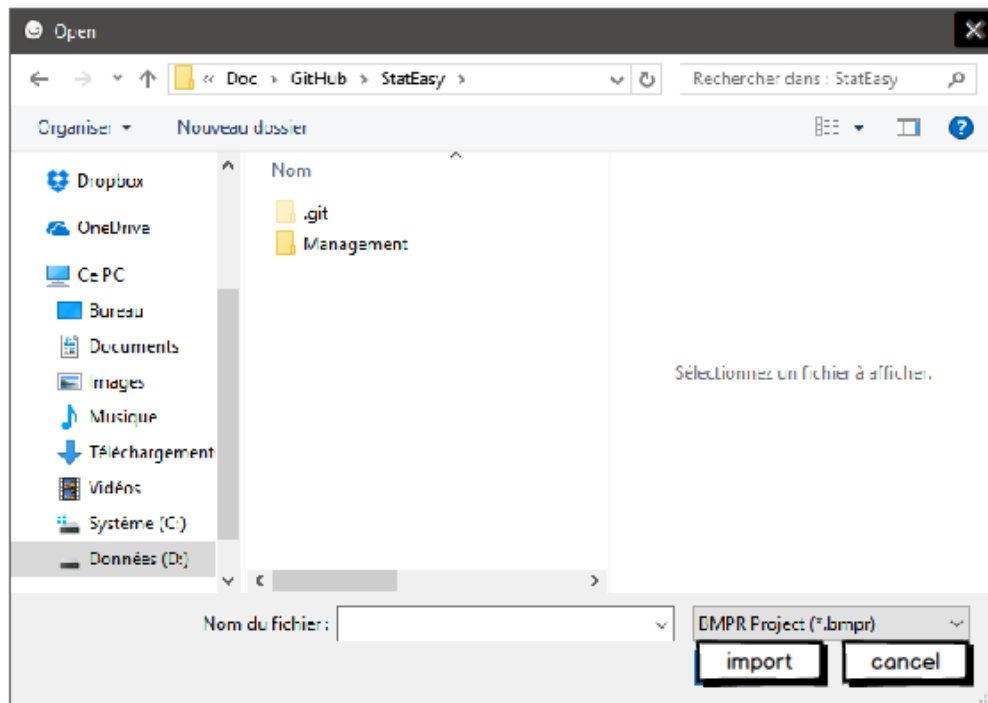 Open
« Doc › GitHub › StatEasy ›
Rechercher dans : StatEasy
Organiser
Nouveau dossier
Dropbox
OneDrive
Ce PC
Bureau
Documents
Images
Musique
Téléchargement
Vidéos
Système (C:)
Données (D:)
Nom
.git
Management
Sélectionnez un fichier à afficher.
Nom du fichier :
BMPR Project (*.bmpr)
import
cancel